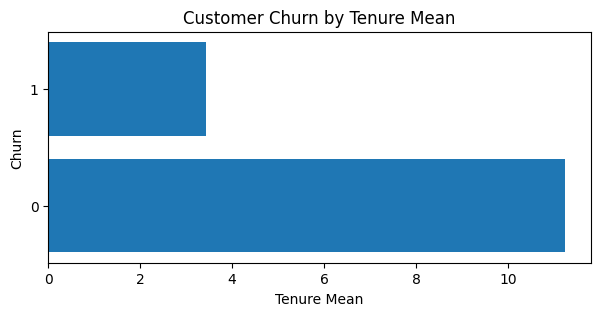 Customer Churn by Tenure Mean
Churn
1
0
0 2 4 6 8 10
Tenure Mean